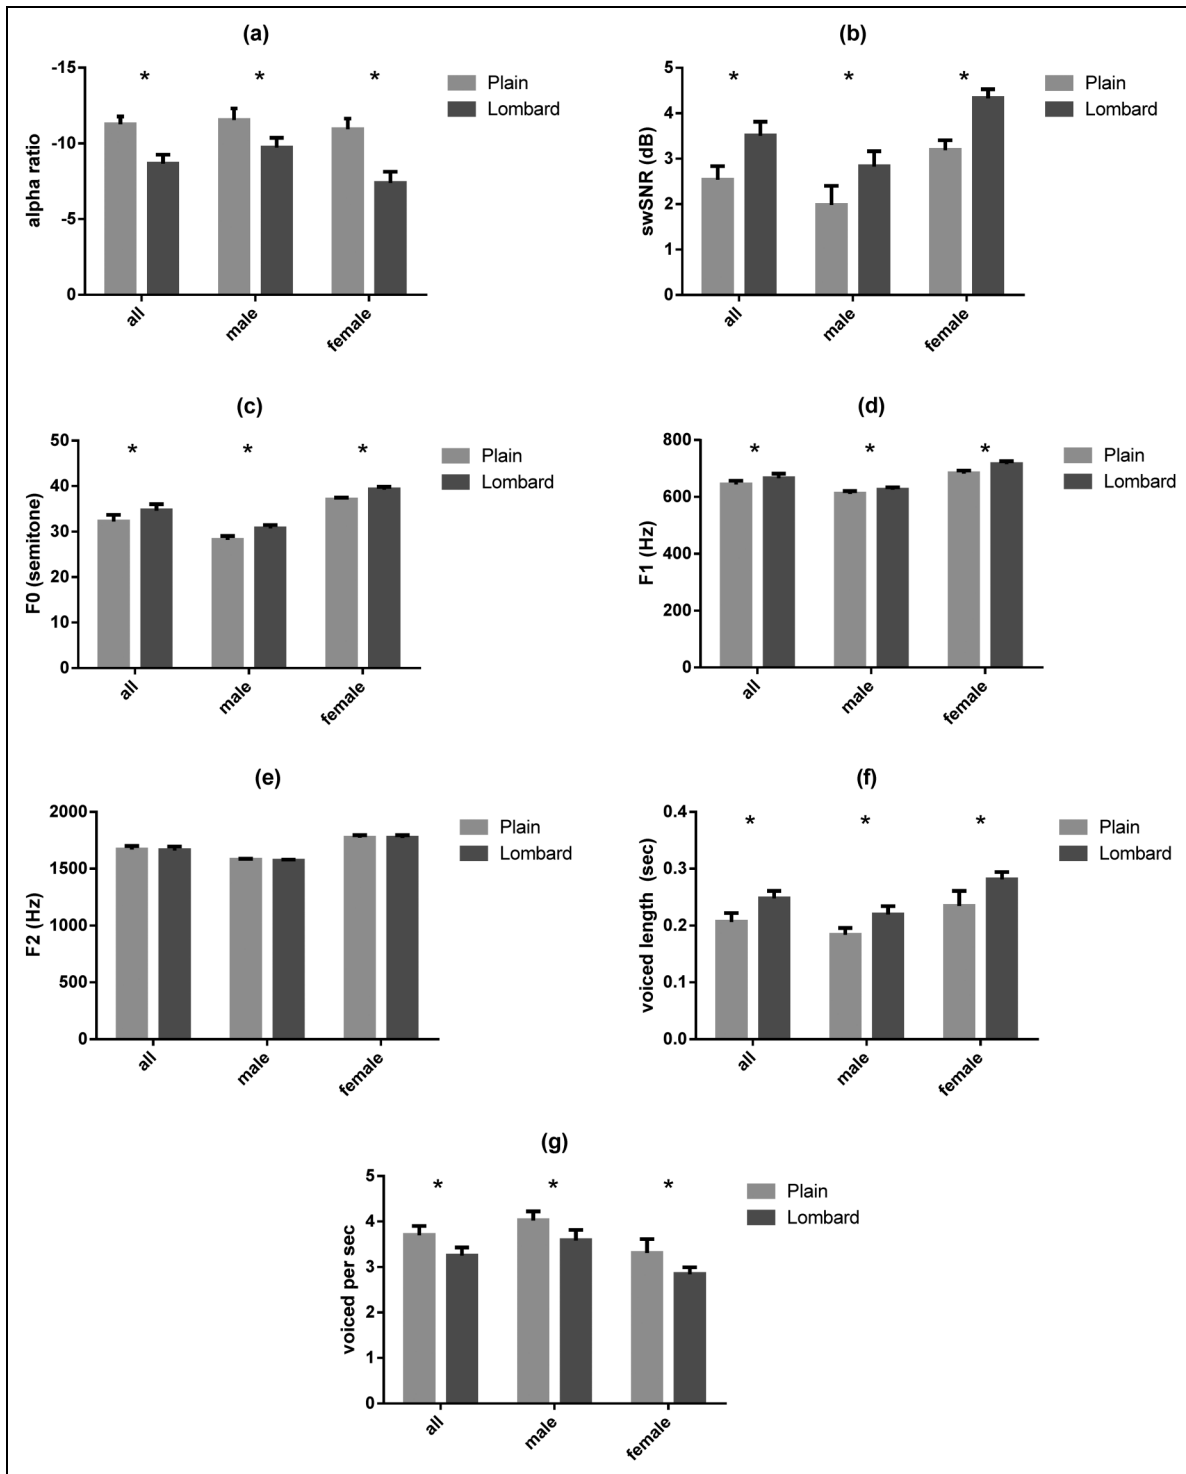 (a)
-15
-10
-5
0
alpha ratio
* * *
all male female
Plain
Lombard
(b)
5
4
3
2
1
0
swSNR (dB)
* * *
all male female
Plain
Lombard
(c)
50
40
30
20
10
0
F0 (semitone)
* * *
all male female
Plain
Lombard
(d)
800
600
400
200
0
F1 (Hz)
* * *
all male female
Plain
Lombard
(e)
2000
1500
1000
500
0
F2 (Hz)
all male female
Plain
Lombard
(f)
0.4
0.3
0.2
0.1
0.0
voiced length (sec)
* * *
all male female
Plain
Lombard
(g)
5
4
3
2
1
0
voiced per sec
* * *
all male female
Plain
Lombard